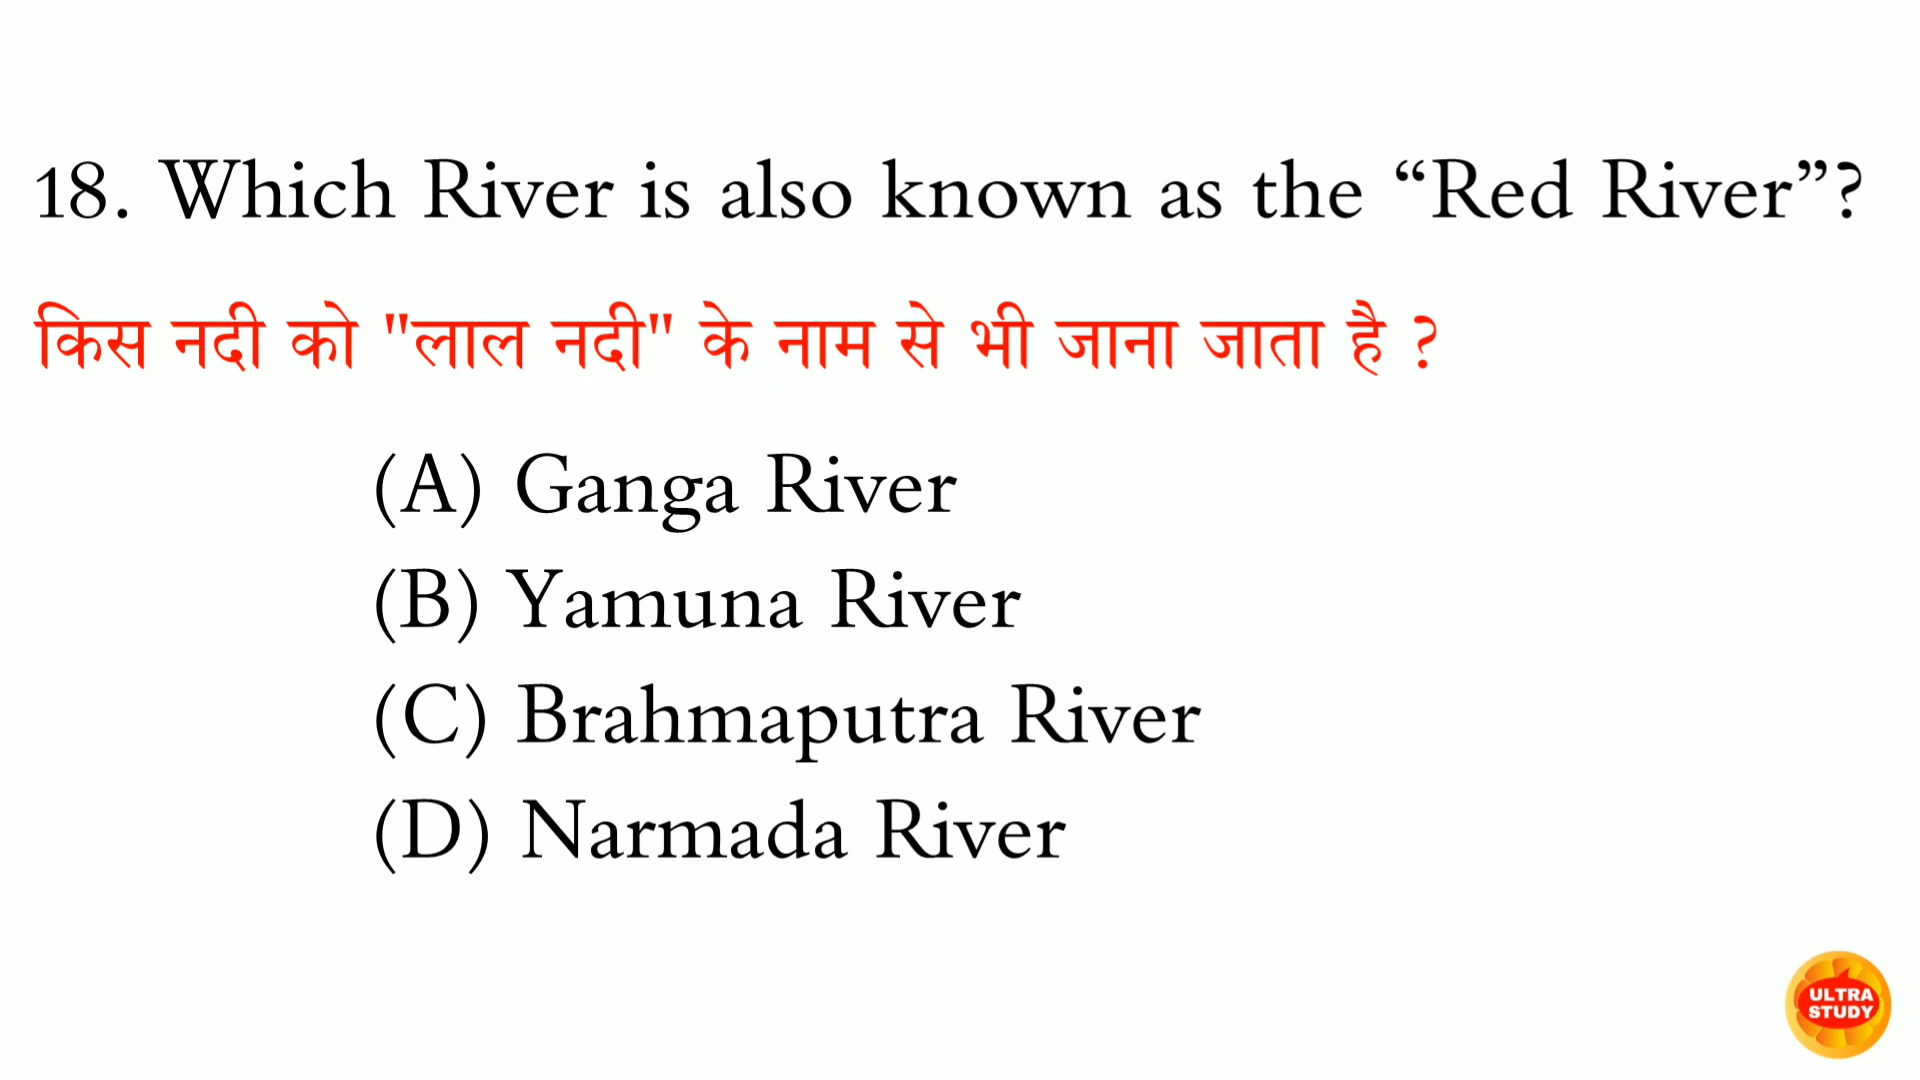 18. Which River is also known as the “Red River”?
किस नदी को "लाल नदी" के नाम से भी जाना जाता है ?
(A) Ganga River
(B) Yamuna River
(C) Brahmaputra River
(D) Narmada River
ULTRA
STUDY